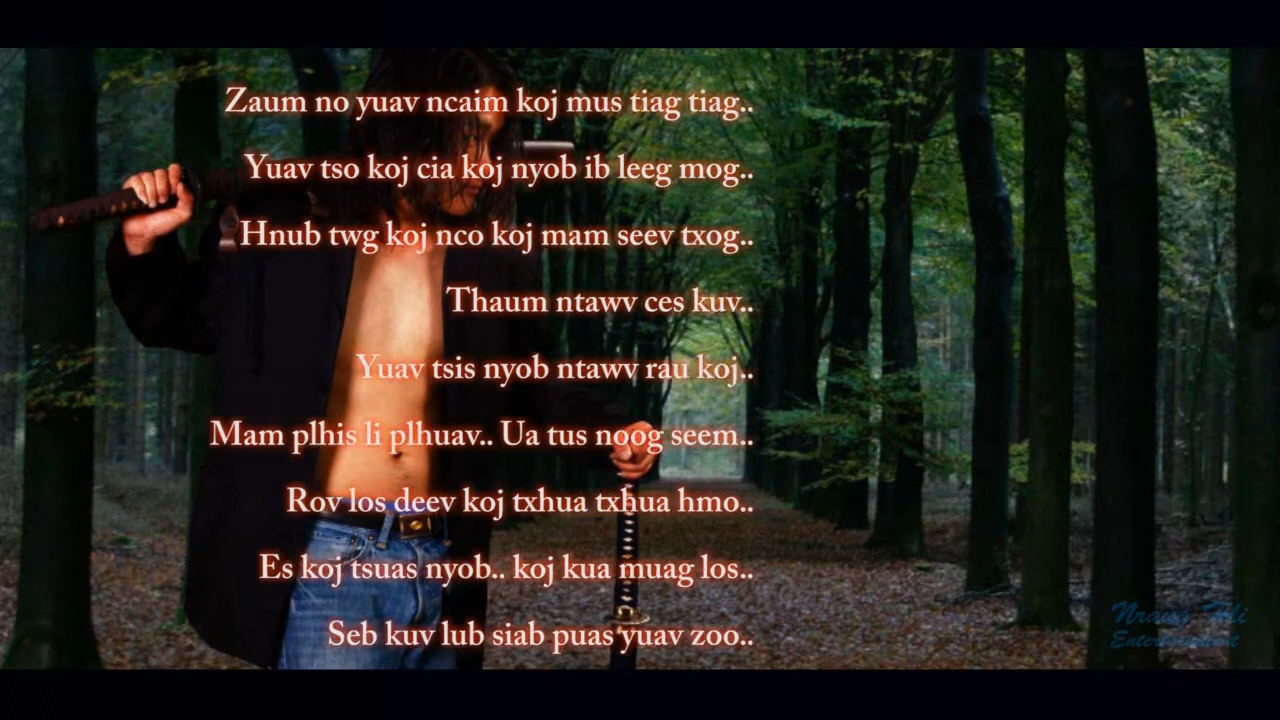 Zaum no yuav ncaim koj mus tiag tiag..
Yuav tso koj cia koj nyob ib leeg mog..
Hnub twg koj nco koj mam seev txog..
Thaum ntawv ces kuv..
Yuav tsis nyob ntawv rau koj..
Mam plhis li plhuav.. Ua tus noog seem..
Rov los deev koj txhua txhua hmo..
Es koj tsuas nyob.. koj kua muag los..
Seb kuv lub siab puas yuav zoo..
Entertainment